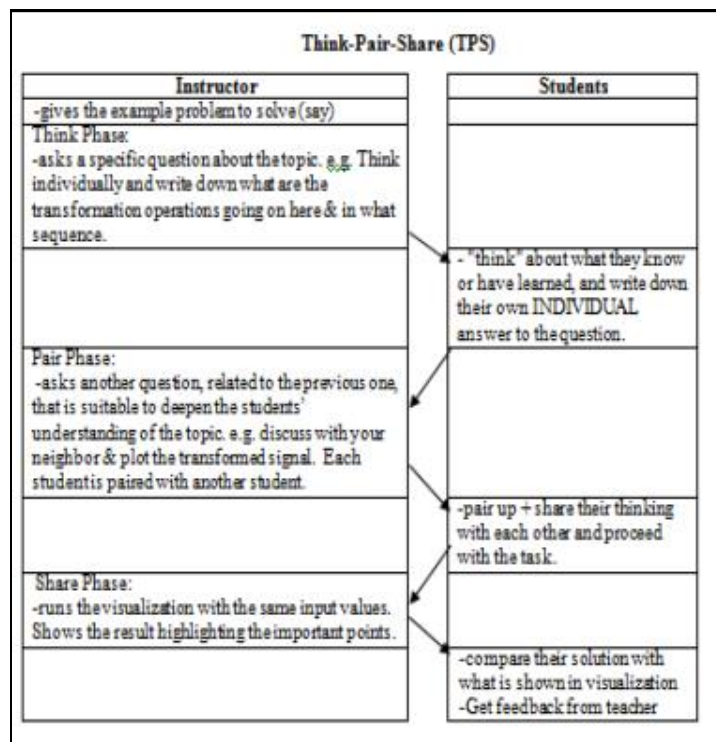 Think-Pair-Share (TPS)
Instructor
Students
-gives the example problem to solve (say)
Think Phase:
-asks a specific question about the topic. e.g. Think
individually and write down what are the
transformation operations going on here & in what
sequence.
- "think" about what they know
or have learned, and write down
their own INDIVIDUAL
answer to the question.
Pair Phase:
-asks another question, related to the previous one,
that is suitable to deepen the students'
understanding of the topic. e.g. discuss with your
neighbor & plot the transformed signal. Each
student is paired with another student.
-pair up + share their thinking
with each other and proceed
with the task.
Share Phase:
-runs the visualization with the same input values.
Shows the result highlighting the important points.
-compare their solution with
what is shown in visualization
-Get feedback from teacher